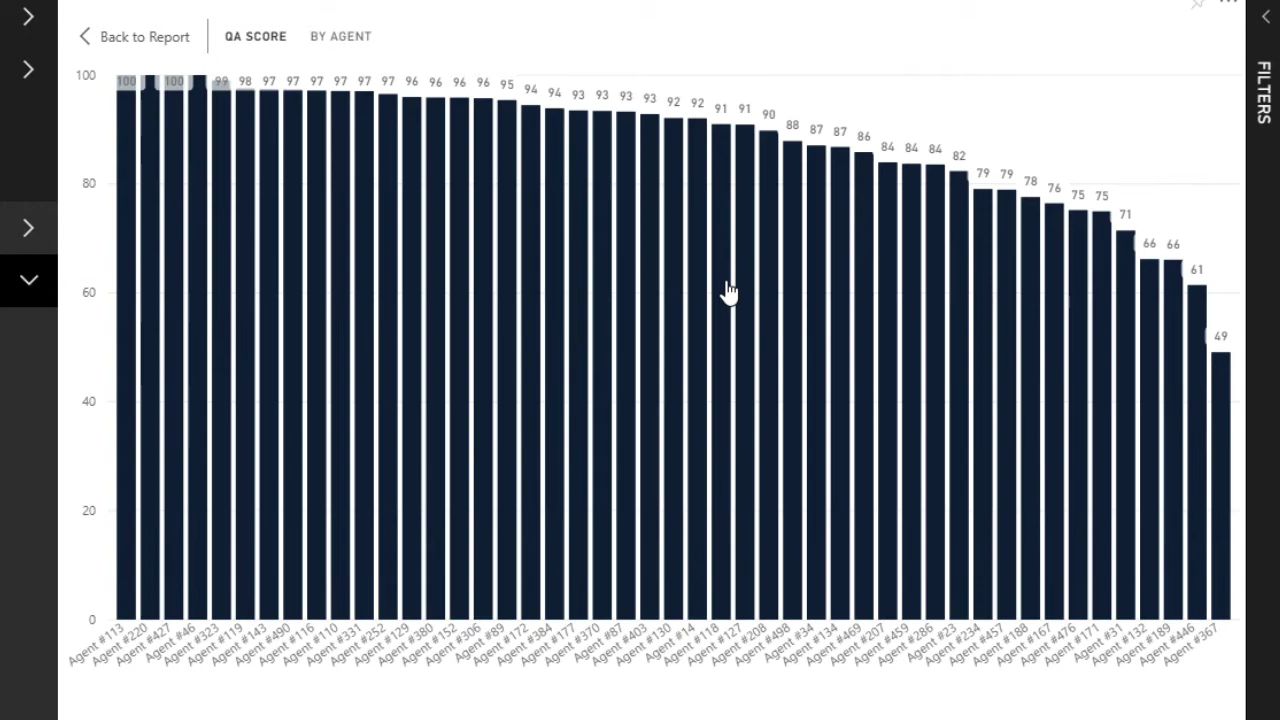 Back to Report
QA SCORE
BY AGENT
FILTERS
100
80
60
40
20
0
100 100 99 98 97 97 97 97 97 97 96 96 96 96 95 94 94 93 93 93 93 92 92 91 91 90 88 87 87 86 84 84 84 82 79 79 78 76 75 75 71 66 66 61 49
Agent #113
Agent #220
Agent #427
Agent #46
Agent #323
Agent #119
Agent #143
Agent #490
Agent #116
Agent #110
Agent #331
Agent #252
Agent #129
Agent #380
Agent #152
Agent #306
Agent #89
Agent #172
Agent #384
Agent #177
Agent #370
Agent #87
Agent #403
Agent #130
Agent #14
Agent #118
Agent #127
Agent #208
Agent #498
Agent #34
Agent #134
Agent #469
Agent #207
Agent #459
Agent #286
Agent #23
Agent #234
Agent #457
Agent #188
Agent #167
Agent #476
Agent #171
Agent #31
Agent #132
Agent #189
Agent #446
Agent #367